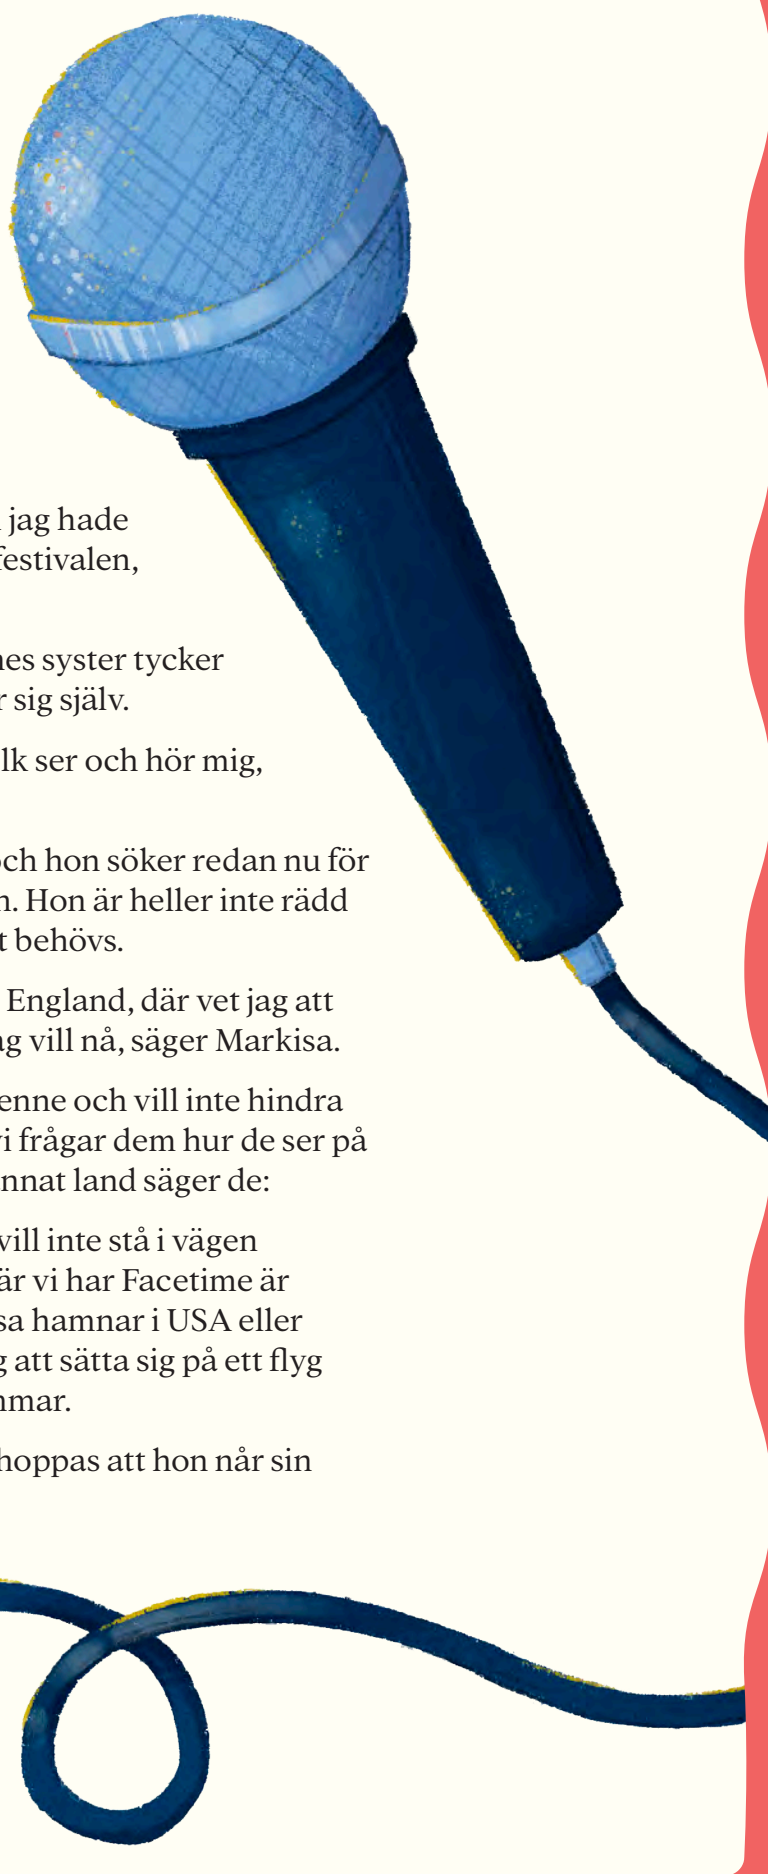 jag hade
festivalen,
nes syster tycker
r sig själv.
lk ser och hör mig,
och hon söker redan nu för
n. Hon är heller inte rädd
t behövs.
England, där vet jag att
ag vill nå, säger Markisa.
enne och vill inte hindra
vi frågar dem hur de ser på
nnat land säger de:
vill inte stå i vägen
är vi har Facetime är
sa hamnar i USA eller
g att sätta sig på ett flyg
mmar.
hoppas att hon når sin